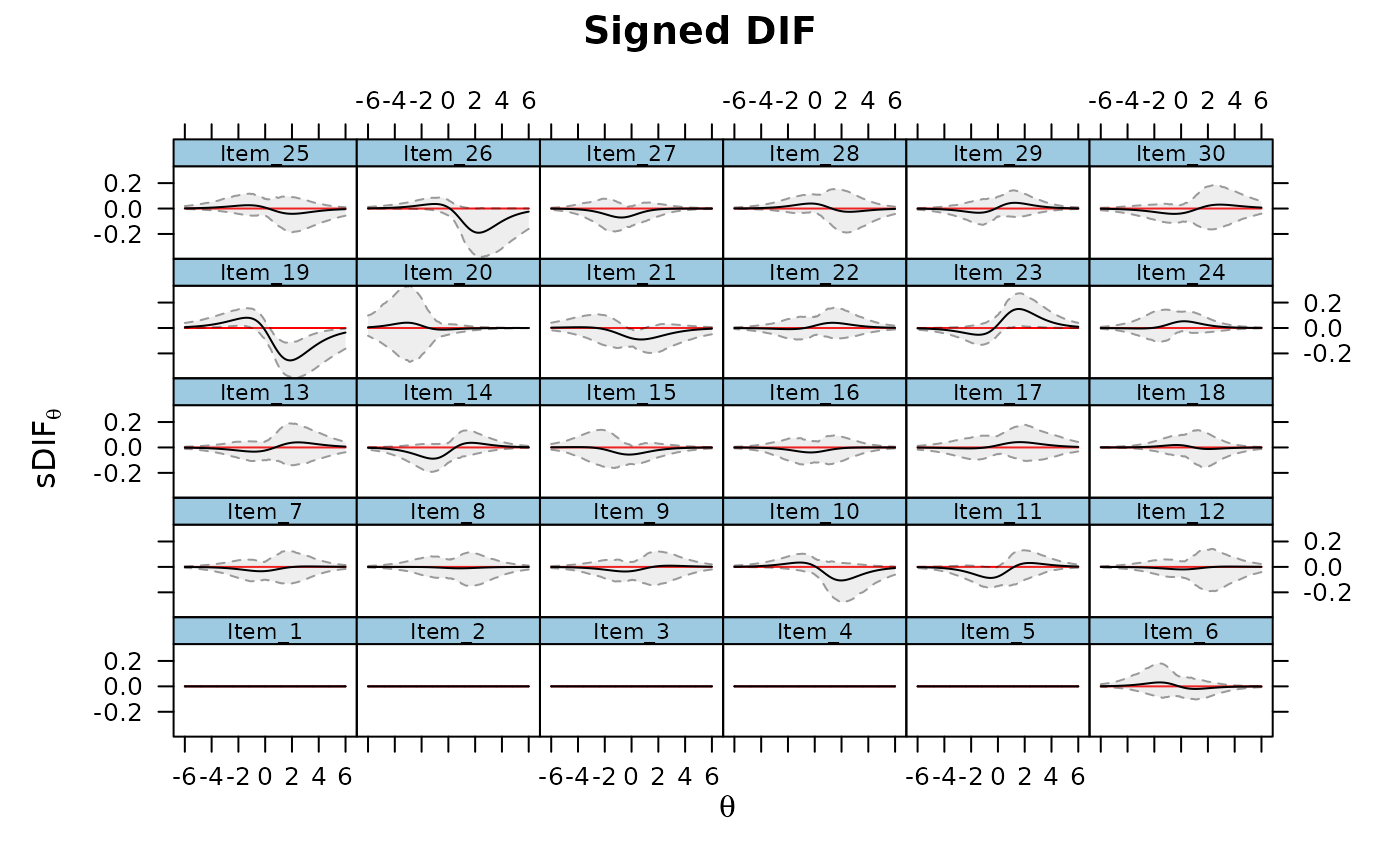 Signed DIF
-6 -4 -2 0 2 4 6 -6 -4 -2 0 2 4 6 -6 -4 -2 0 2 4 6
Item_25 Item_26 Item_27 Item_28 Item_29 Item_30
0.2
0.0
-0.2
Item_19 Item_20 Item_21 Item_22 Item_23 Item_24
0.2
0.0
-0.2
Item_13 Item_14 Item_15 Item_16 Item_17 Item_18
0.2
0.0
-0.2
sDIFθ
Item_7 Item_8 Item_9 Item_10 Item_11 Item_12
0.2
0.0
-0.2
Item_1 Item_2 Item_3 Item_4 Item_5 Item_6
0.2
0.0
-0.2
-6 -4 -2 0 2 4 6 -6 -4 -2 0 2 4 6 -6 -4 -2 0 2 4 6
θ